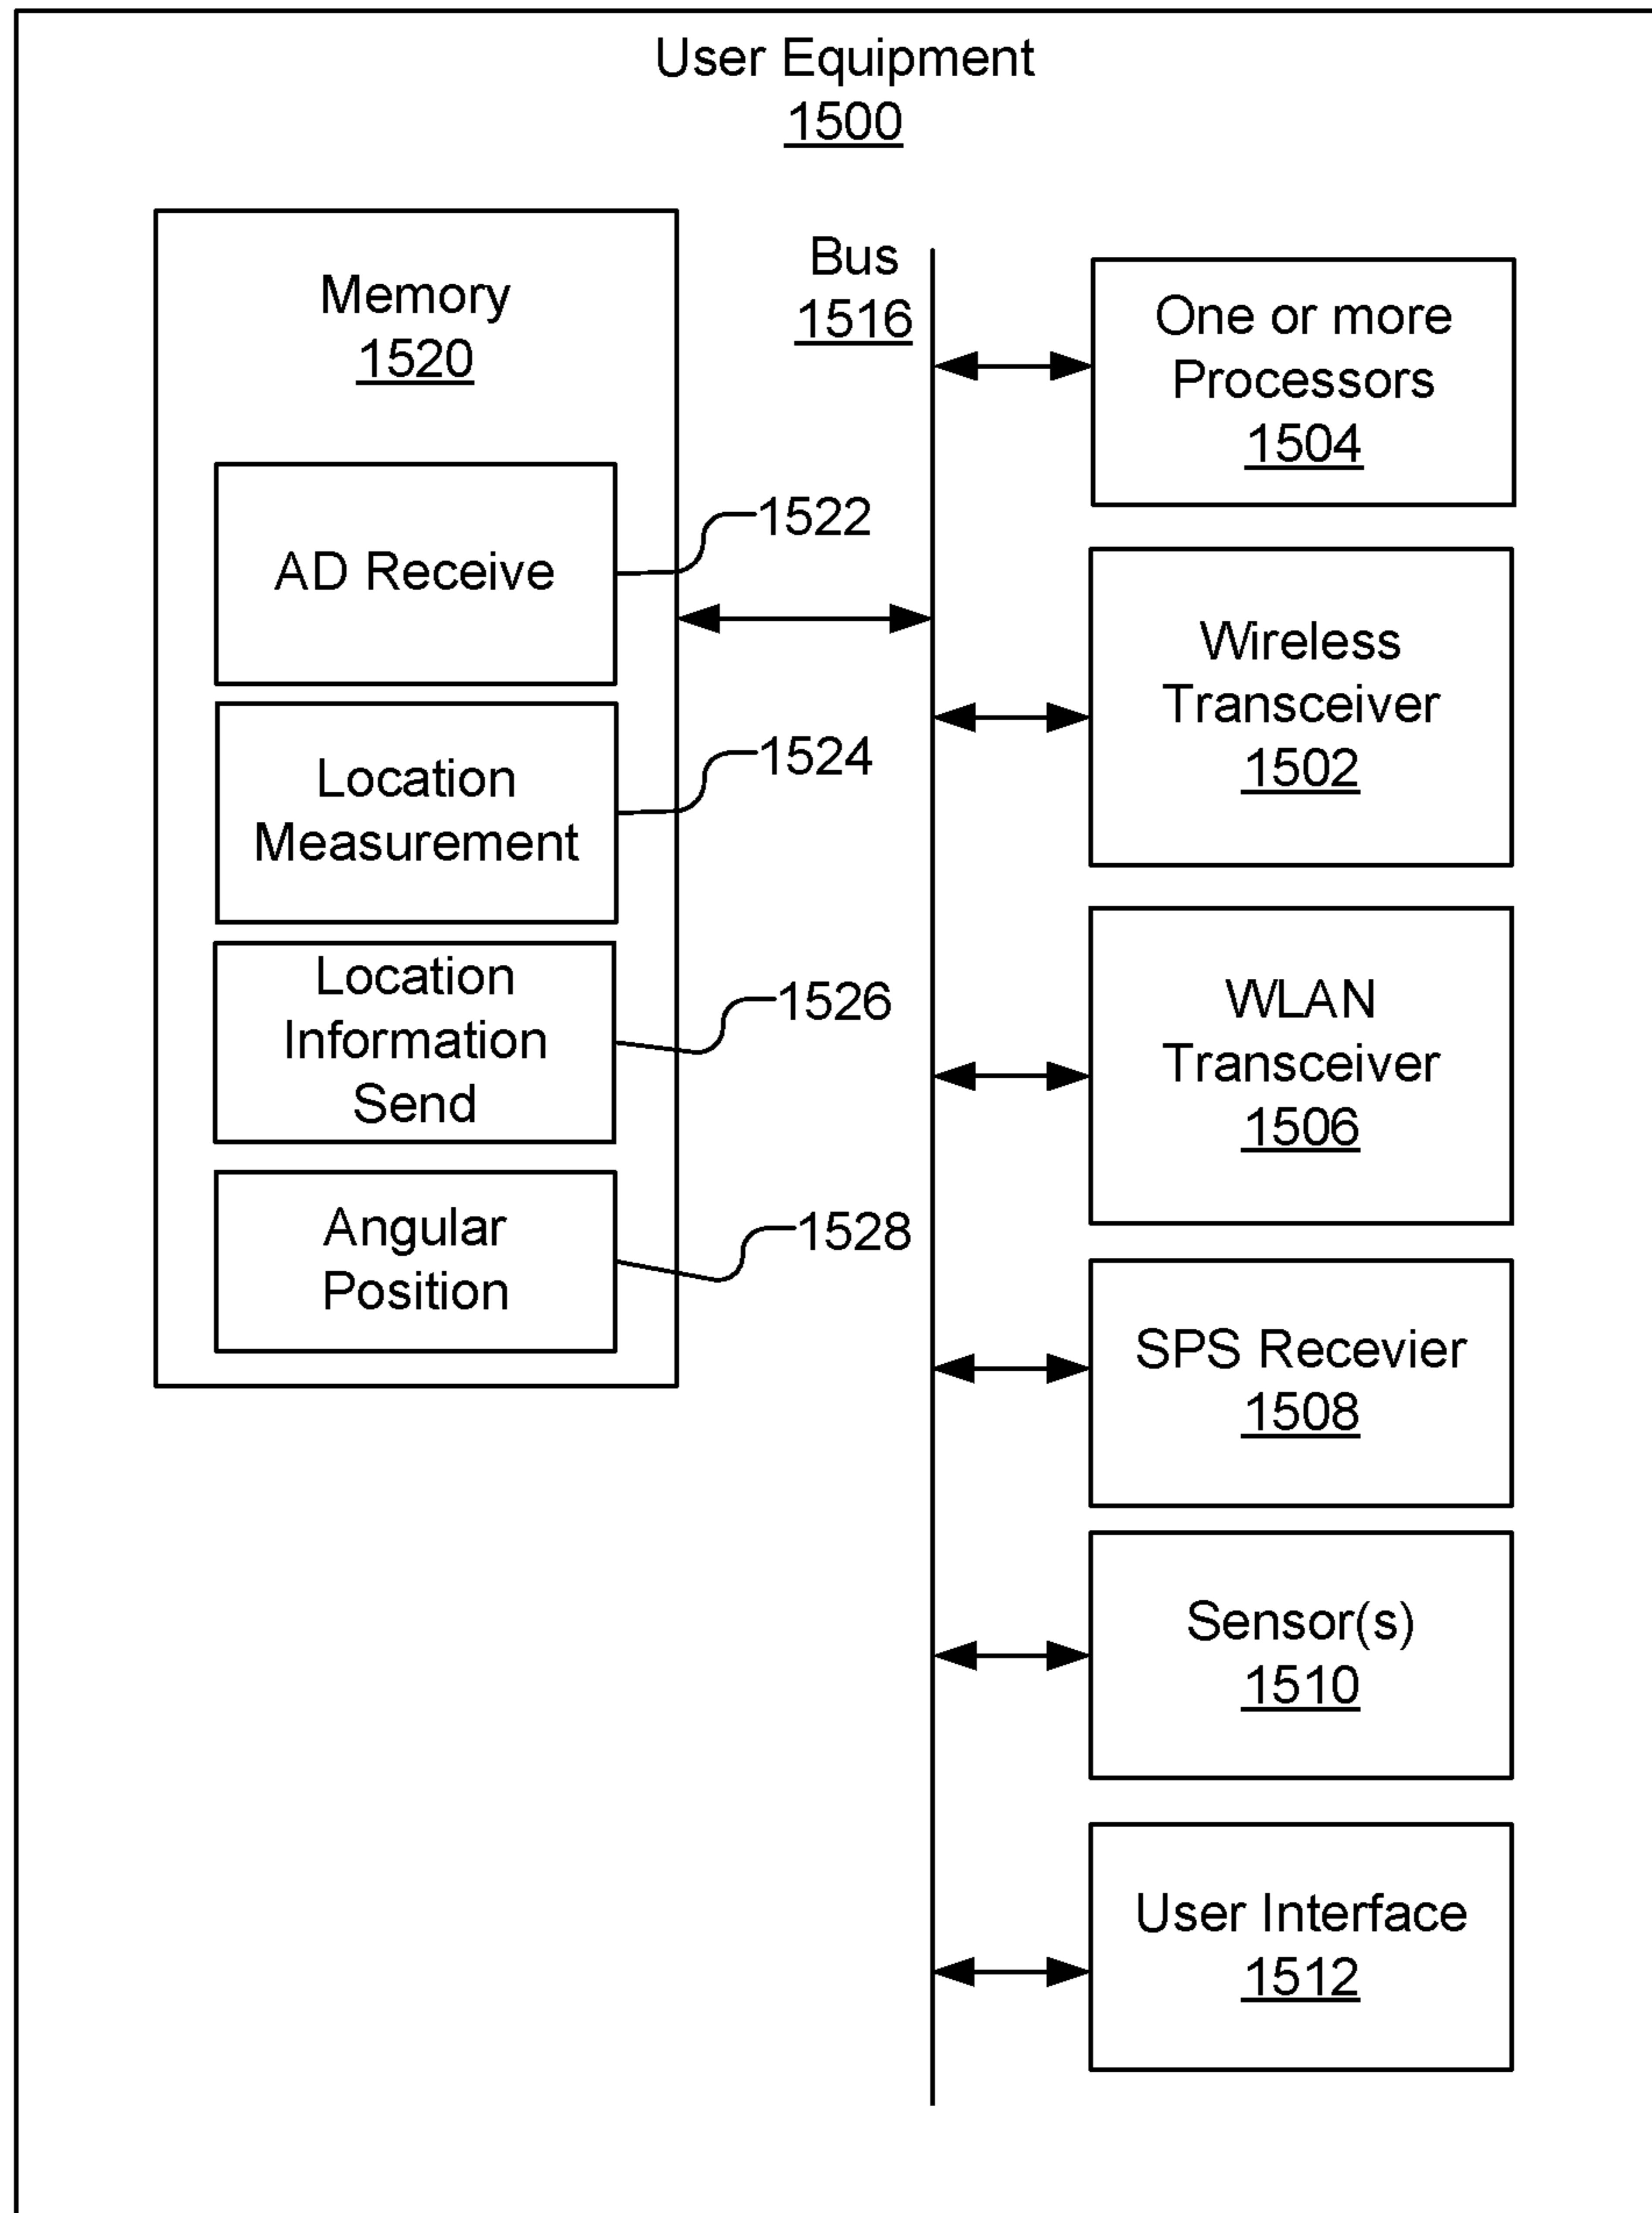 User Equipment
1500
Memory
1520
AD Receive
1522
Location
Measurement
1524
Location
Information
Send
1526
Angular
Position
1528
Bus
1516
One or more
Processors
1504
Wireless
Transceiver
1502
WLAN
Transceiver
1506
SPS Recevier
1508
Sensor(s)
1510
User Interface
1512